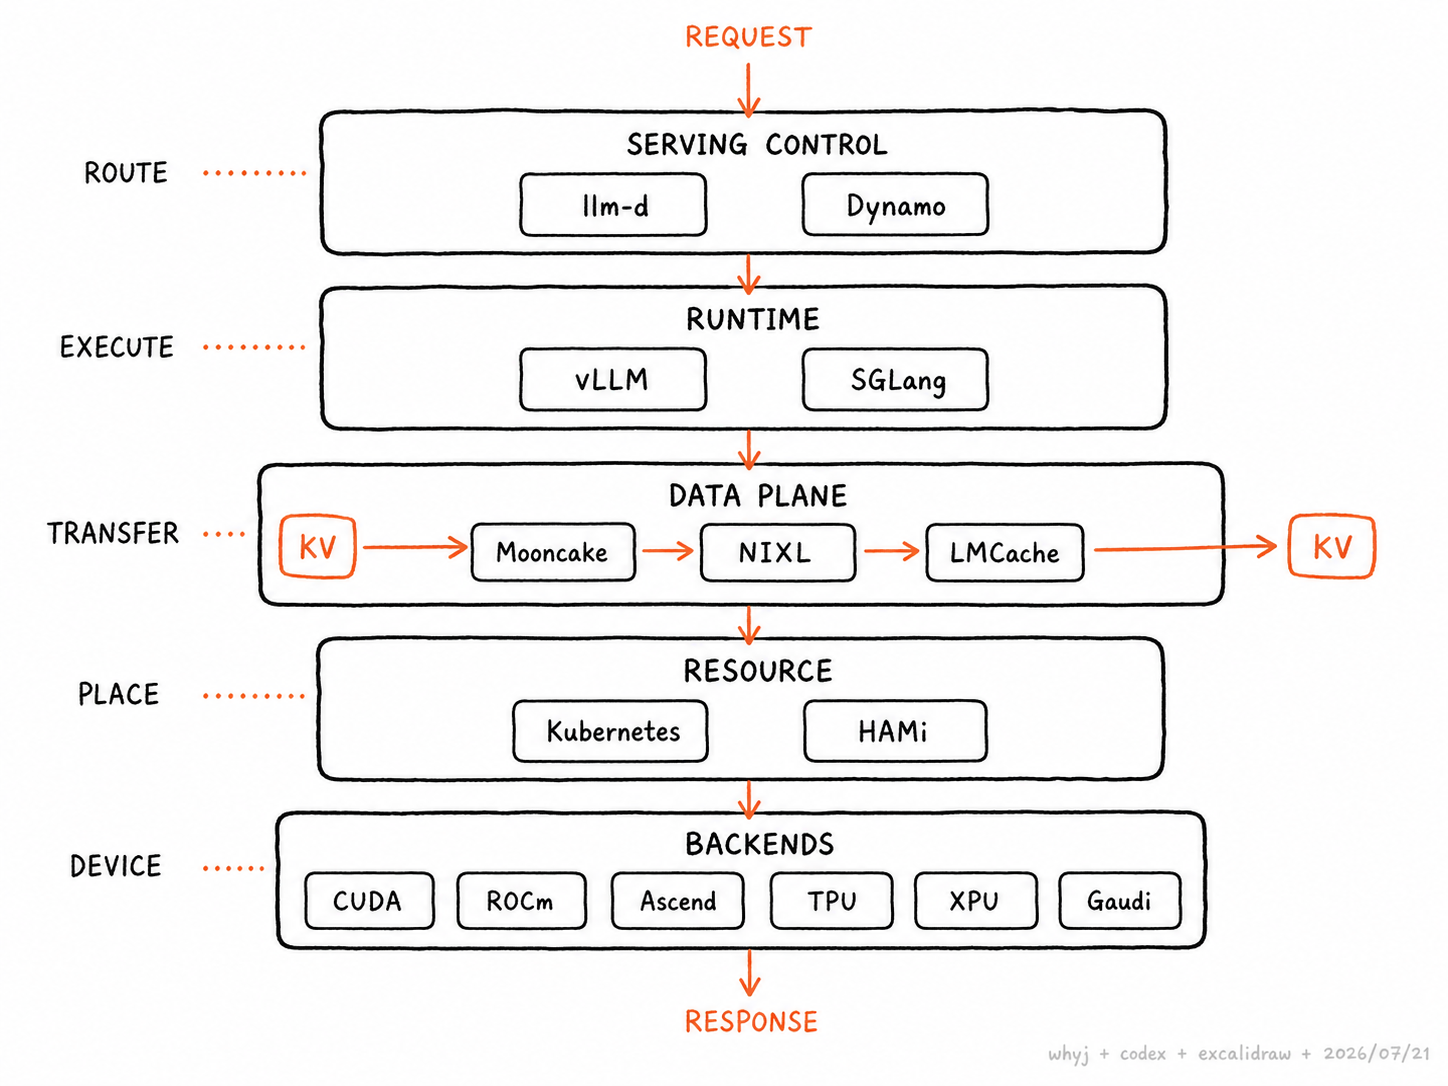 REQUEST
SERVING CONTROL
ROUTE
llm-d
Dynamo
RUNTIME
EXECUTE
vLLM
SGLang
DATA PLANE
TRANSFER
KV
Mooncake
NIXL
LMCache
KV
RESOURCE
PLACE
Kubernetes
HAMi
BACKENDS
DEVICE
CUDA
ROCm
Ascend
TPU
XPU
Gaudi
RESPONSE
whyj + codex + excalidraw + 2026/07/21